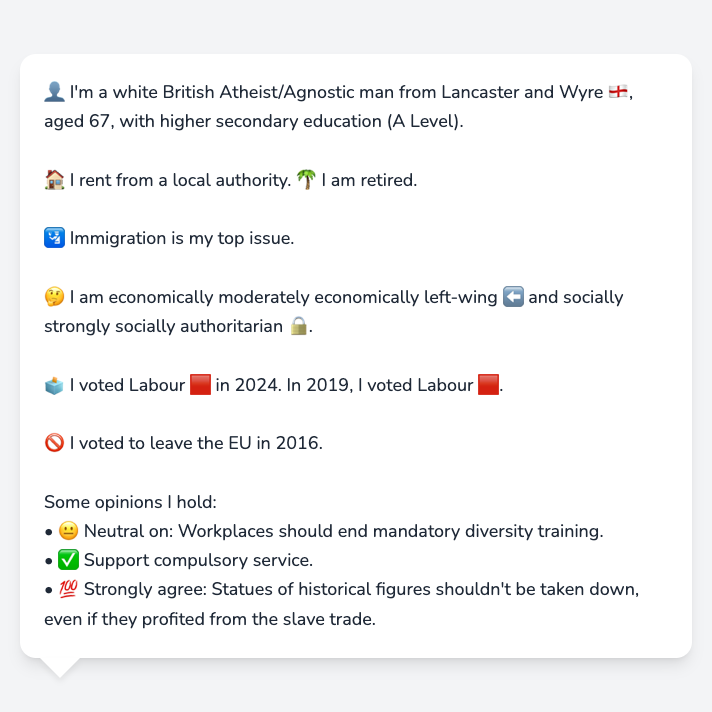 👤 I'm a white British Atheist/Agnostic man from Lancaster and Wyre 🏴󠁧󠁢󠁥󠁮󠁧󠁿,
aged 67, with higher secondary education (A Level).
🏠 I rent from a local authority. 🌴 I am retired.
🛂 Immigration is my top issue.
🤔 I am economically moderately economically left-wing ⬅️ and socially
strongly socially authoritarian 🔒.
🗳️ I voted Labour 🟥 in 2024. In 2019, I voted Labour 🟥.
🚫 I voted to leave the EU in 2016.
Some opinions I hold:
• 😐 Neutral on: Workplaces should end mandatory diversity training.
• ✅ Support compulsory service.
• 💯 Strongly agree: Statues of historical figures shouldn't be taken down,
even if they profited from the slave trade.